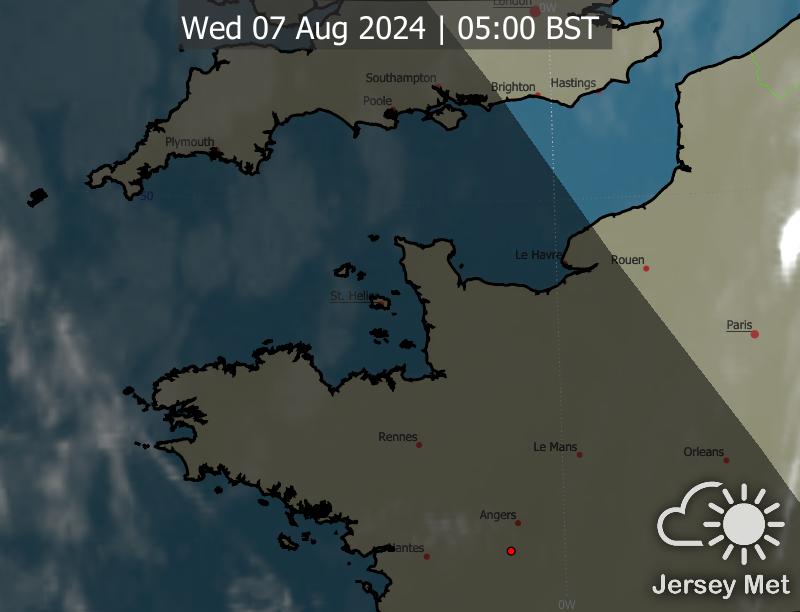 London
0W
Wed 07 Aug 2024 | 05:00 BST
Southampton
Brighton
Hastings
Poole
Plymouth
50
Le Havre
Rouen
St. Helier
Paris
Rennes
Le Mans
Orleans
Angers
Nantes
Jersey Met
0W